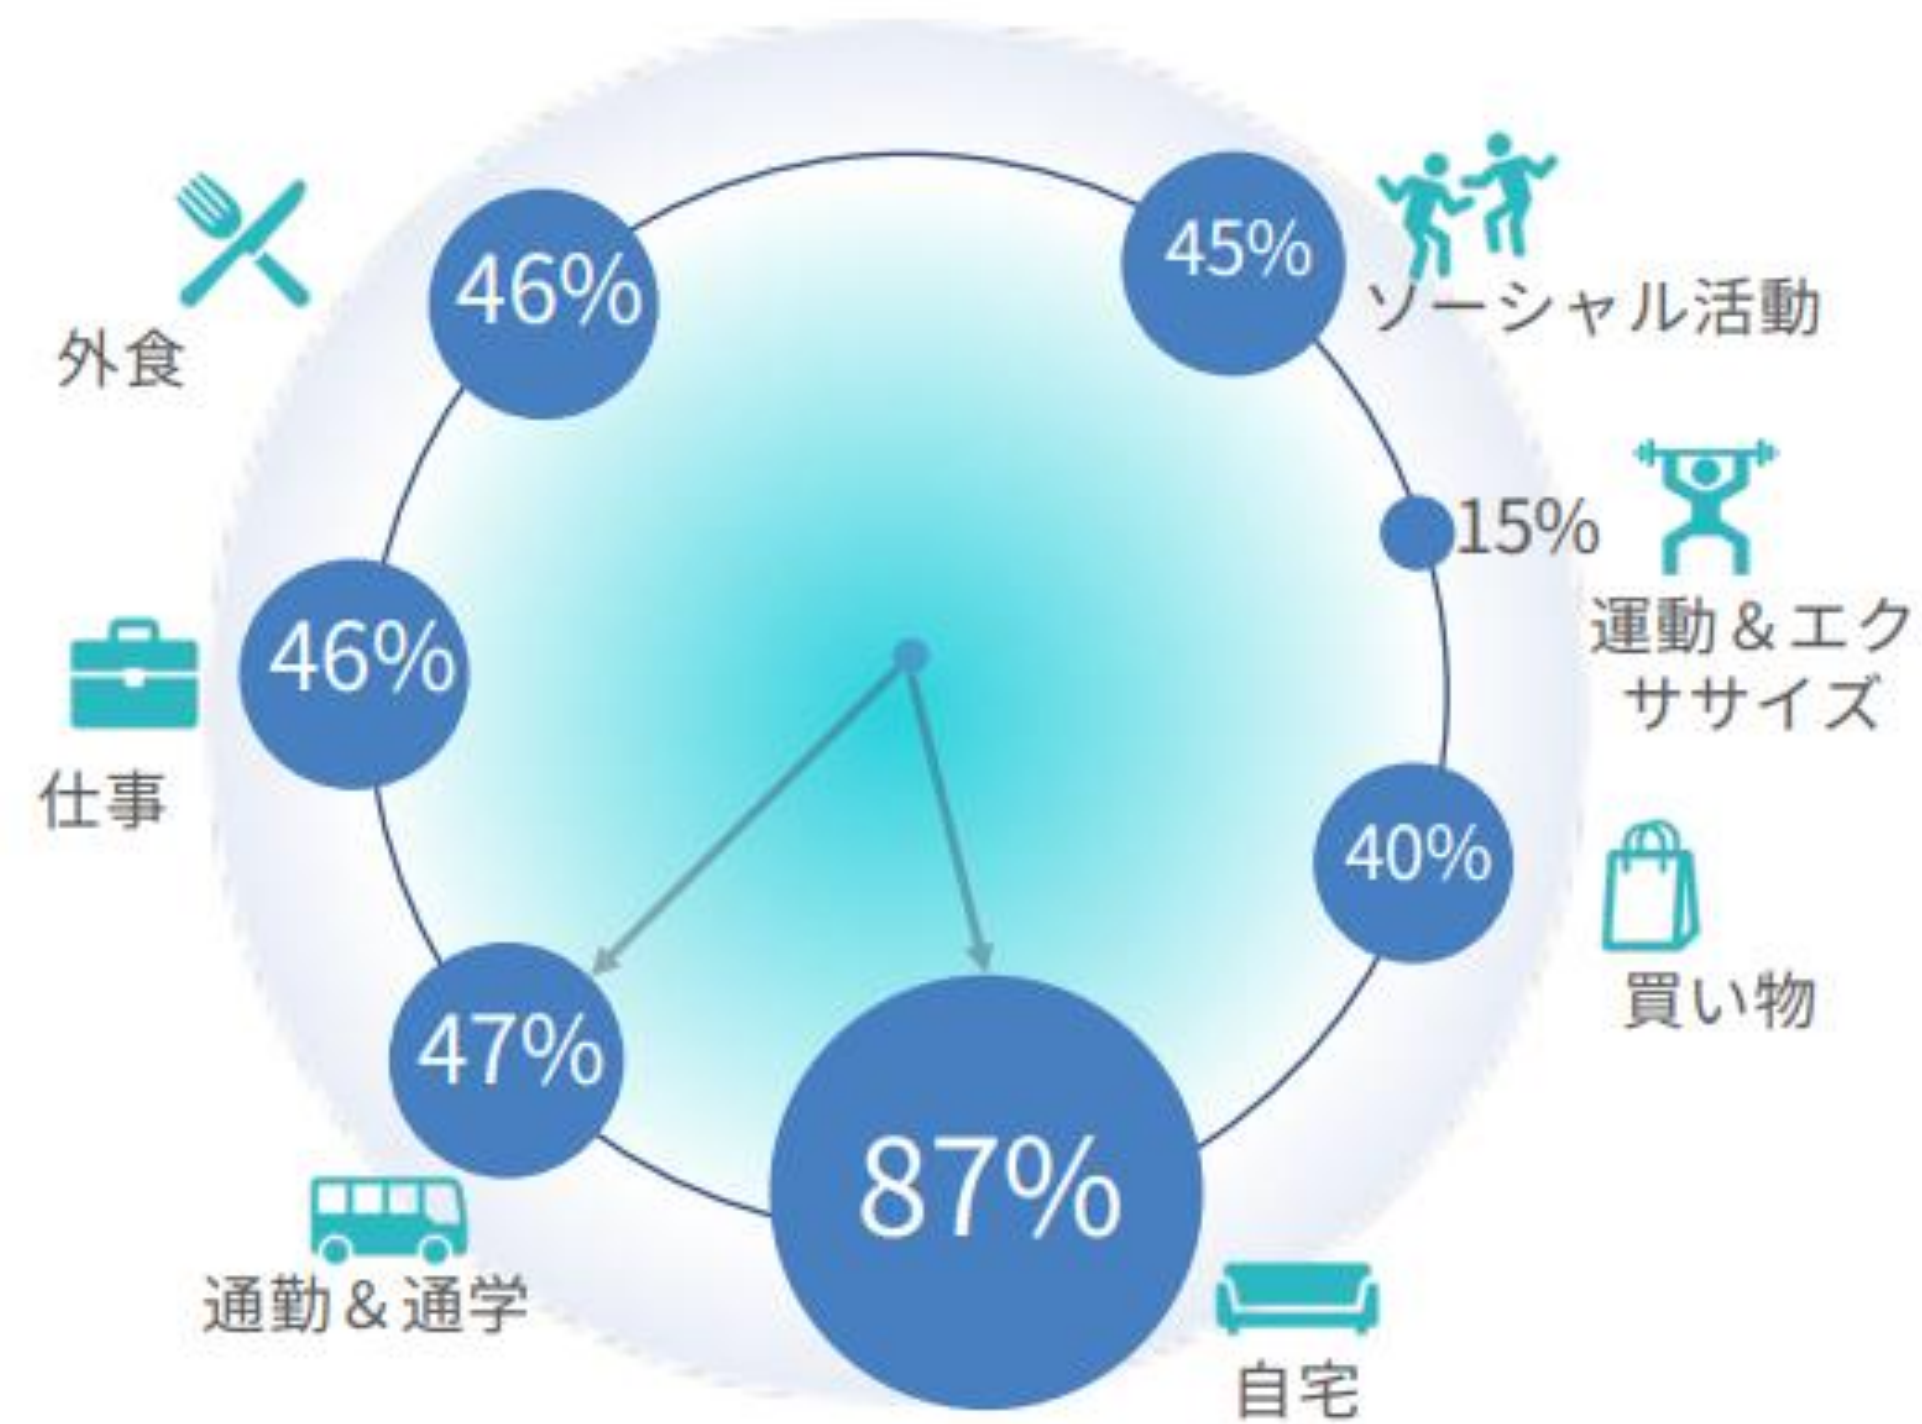 45%
ソーシャル活動
46%
外食
15%
運動＆エク
ササイズ
46%
仕事
40%
買い物
47%
通勤＆通学
87%
自宅